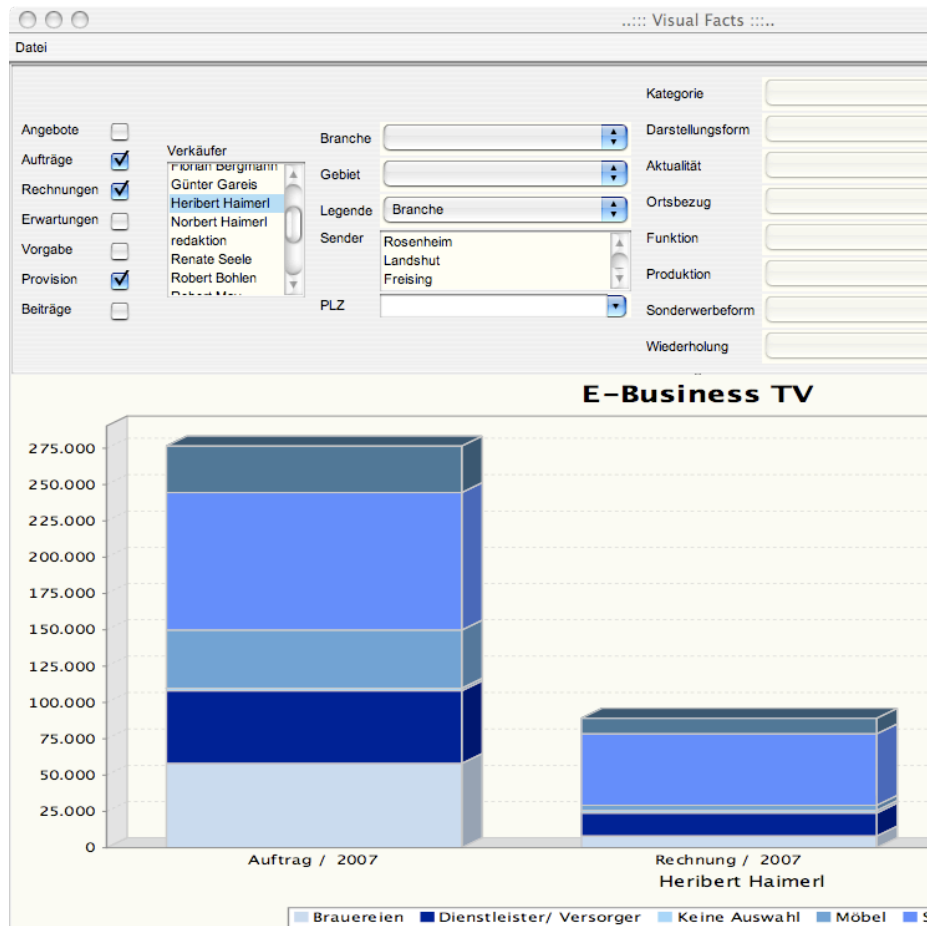 ..::: Visual Facts :::..
Datei
Angebote
Aufträge
Rechnungen
Erwartungen
Vorgabe
Provision
Beiträge
Verkäufer
Florian Bergmann
Günter Gareis
Heribert Haimerl
Norbert Haimerl
redaktion
Renate Seele
Robert Bohlen
Robert May
Branche
Gebiet
Legende Branche
Sender
Rosenheim
Landshut
Freising
PLZ
Kategorie
Darstellungsform
Aktualität
Ortsbezug
Funktion
Produktion
Sonderwerbeform
Wiederholung
E-Business TV
275.000
250.000
225.000
200.000
175.000
150.000
125.000
100.000
75.000
50.000
25.000
0
Auftrag / 2007
Rechnung / 2007
Heribert Haimerl
Brauereien Dienstleister/ Versorger Keine Auswahl Möbel S